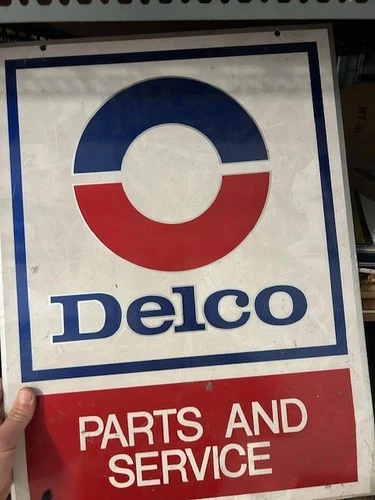 Delco
PARTS AND
SERVICE